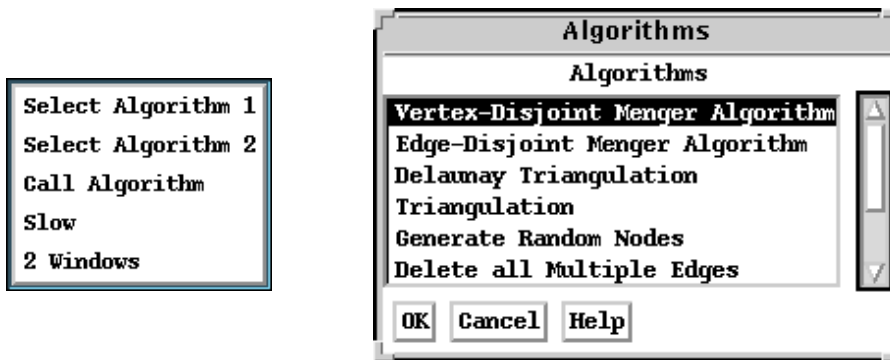 Select Algorithm 1
Select Algorithm 2
Call Algorithm
Slow
2 Windows
Algorithms
Algorithms
Vertex-Disjoint Menger Algorithm
Edge-Disjoint Menger Algorithm
Delaunay Triangulation
Triangulation
Generate Random Nodes
Delete all Multiple Edges
OK Cancel Help